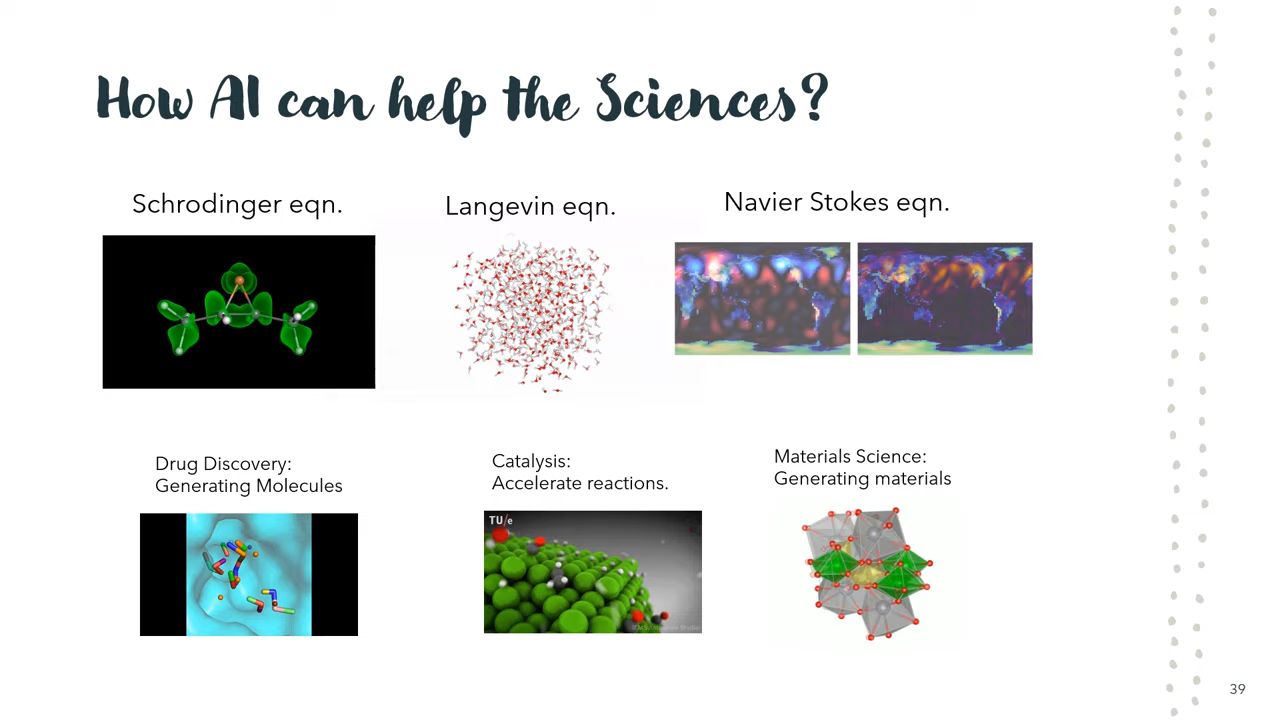 How AI can help the Sciences?
Schrodinger eqn.
Langevin eqn.
Navier Stokes eqn.
Drug Discovery:
Generating Molecules
Catalysis:
Accelerate reactions.
Materials Science:
Generating materials
TU/e
39